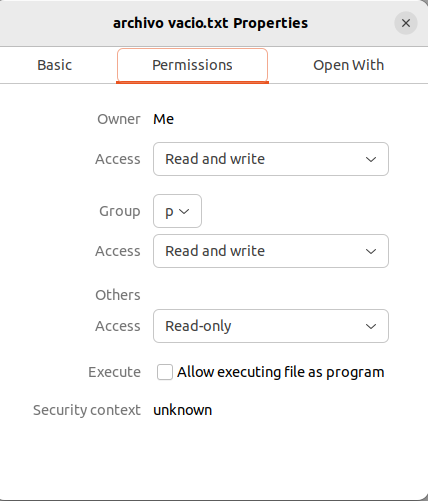 archivo vacio.txt Properties
Basic Permissions Open With
Owner Me
Access Read and write
Group p
Access Read and write
Others
Access Read-only
Execute Allow executing file as program
Security context unknown